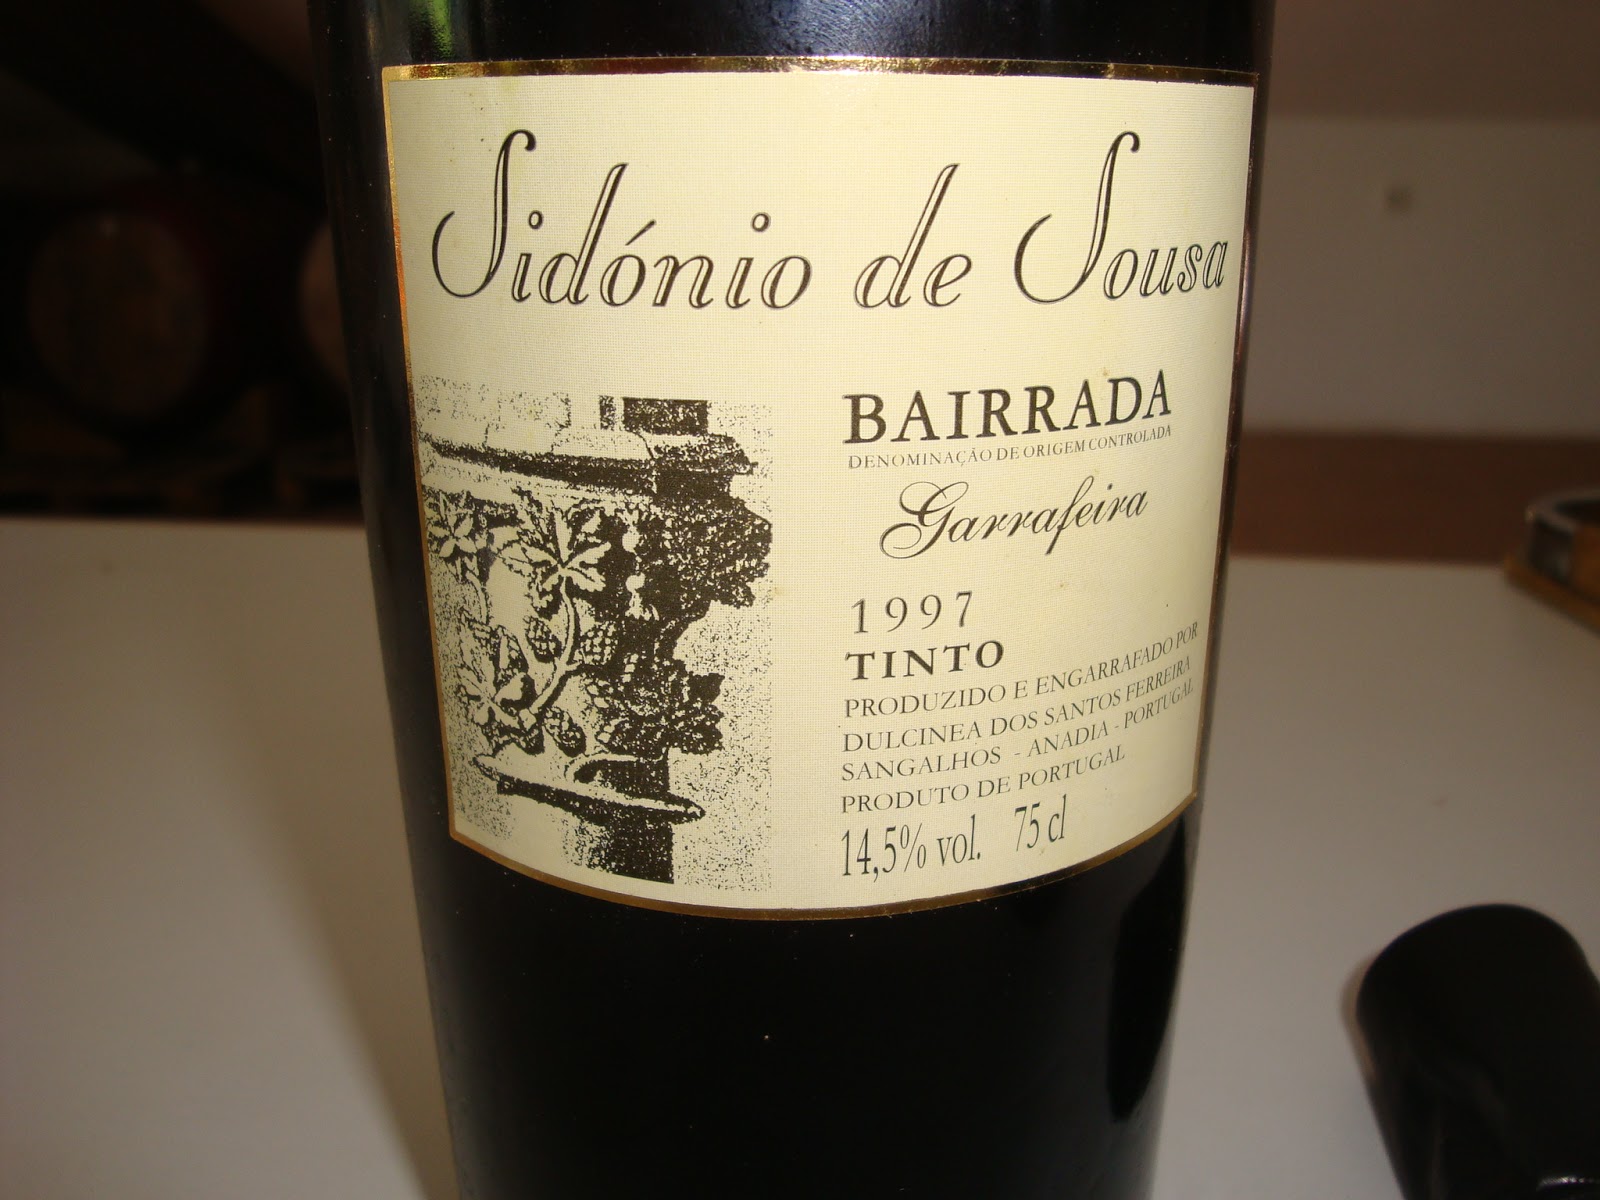 Sidónio de Sousa
BAIRRADA
DENOMINAÇÃO DE ORIGEM CONTROLADA
Garrafeira
1997
TINTO
PRODUZIDO E ENGARRAFADO POR
DULCINEA DOS SANTOS FERREIRA
SANGALHOS - ANADIA - PORTUGAL
PRODUTO DE PORTUGAL
14,5% vol. 75 cl